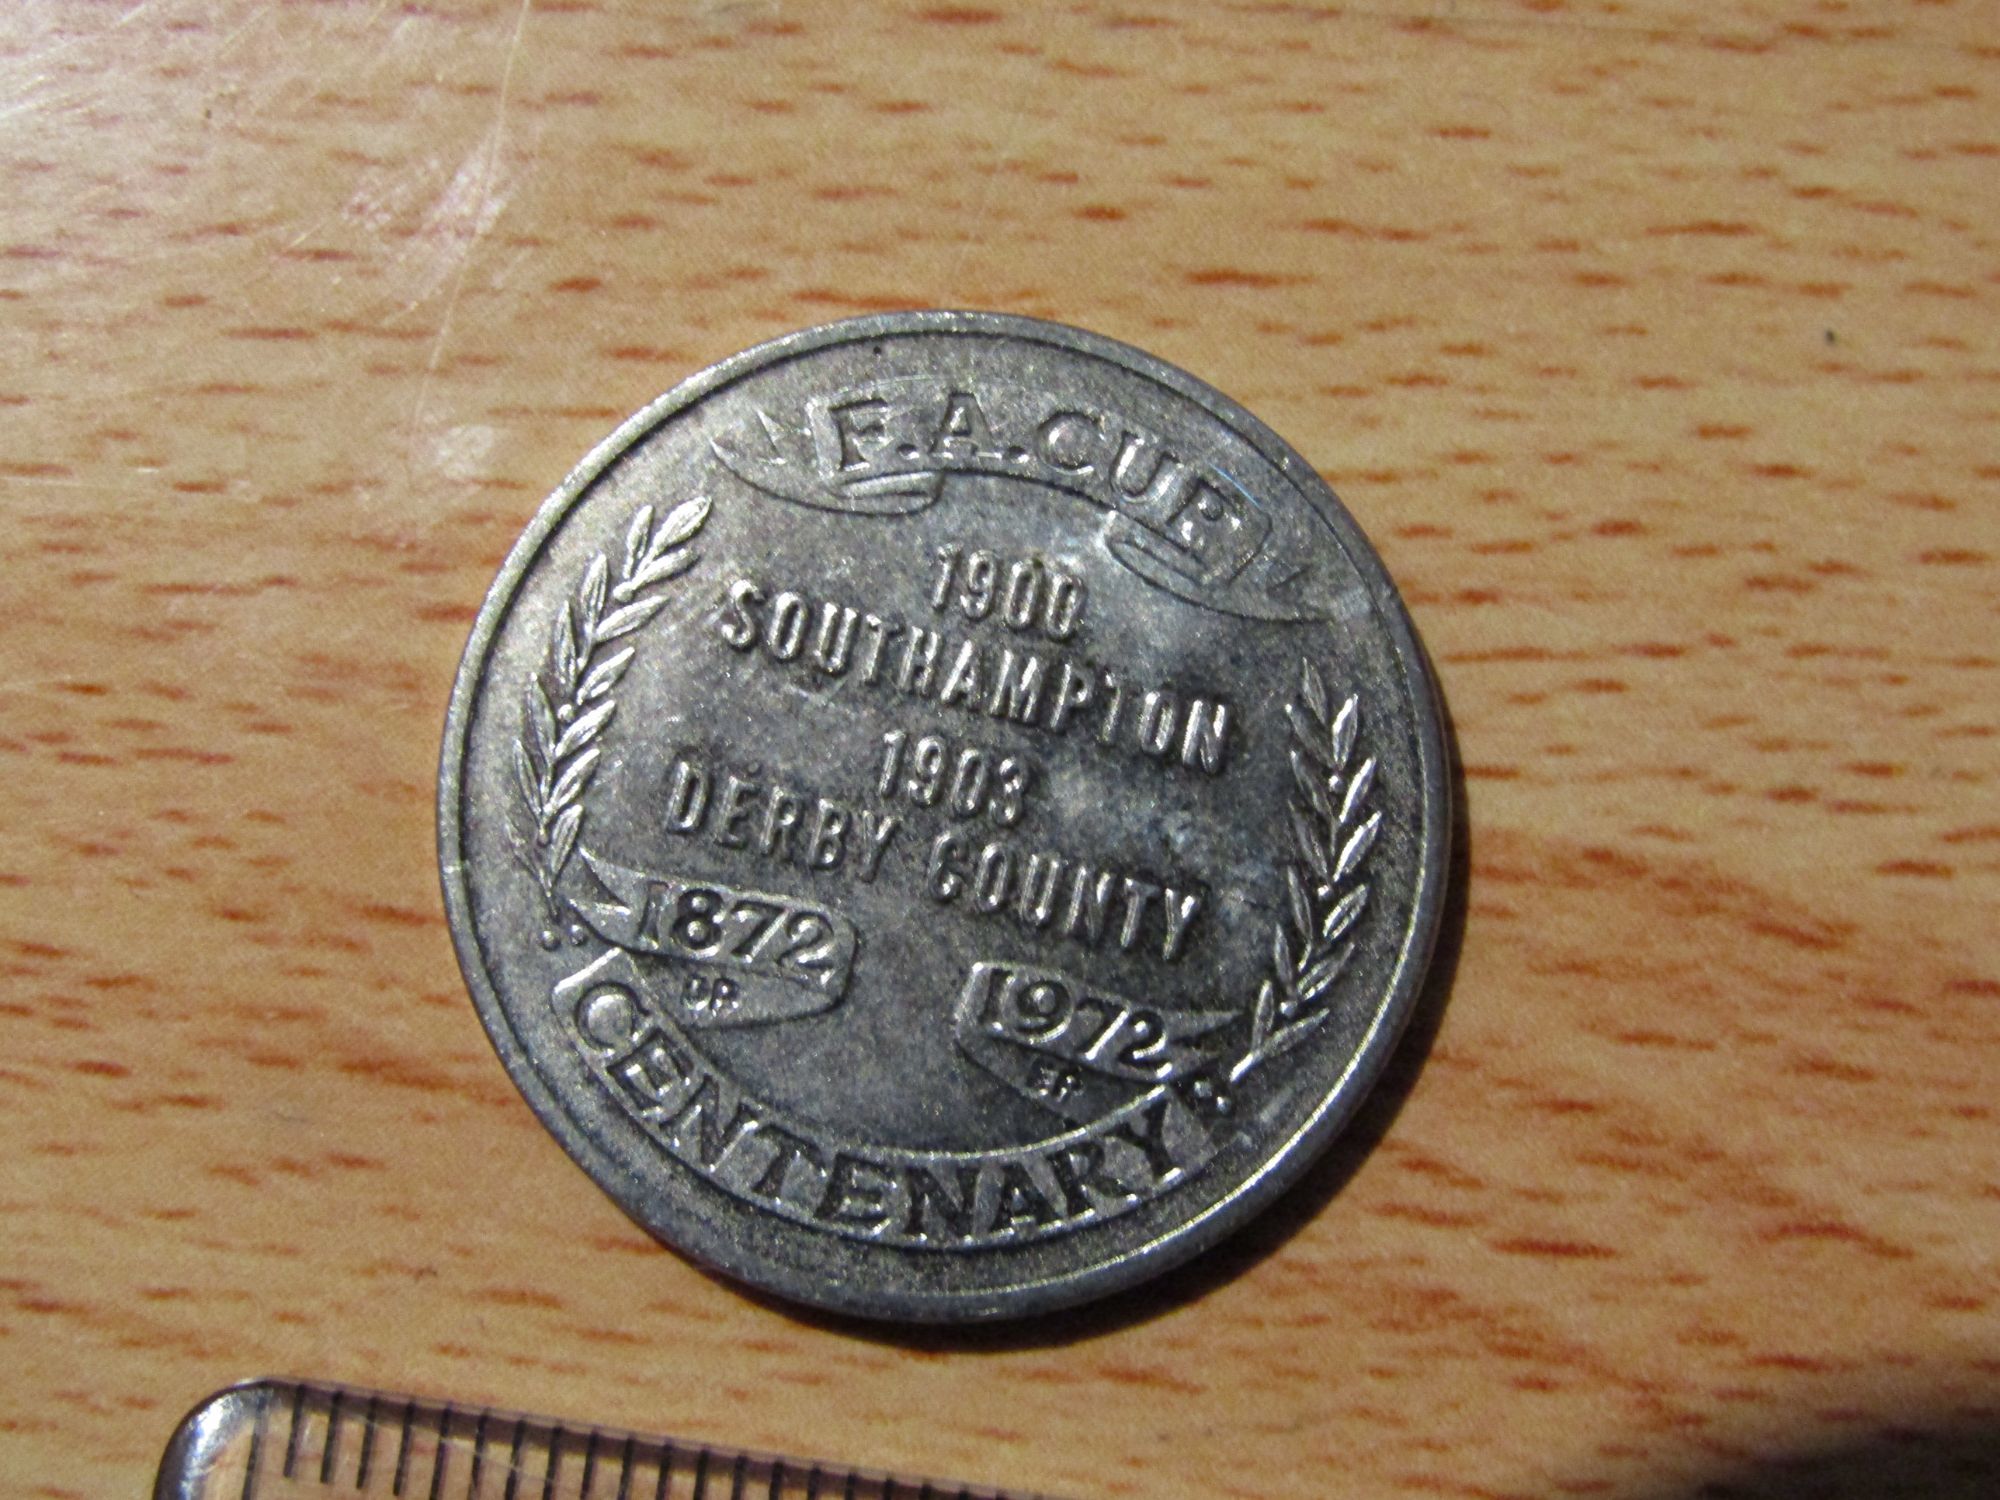 F.A.CUP
1900
SOUTHAMPTON
1903
DERBY COUNTY
1872
1972
CENTENARY